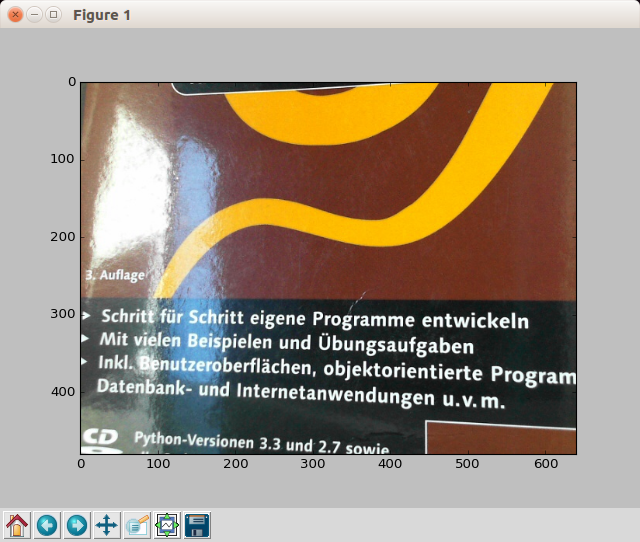 Figure 1
0
100
200
300
400
3. Auflage
Schritt für Schritt eigene Programme entwickeln
Mit vielen Beispielen und Übungsaufgaben
Inkl. Benutzeroberflächen, objektorientierte Program
Datenbank- und Internetanwendungen u.v.m.
CD
Python-Versionen 3.3 und 2.7 sowie
0 100 200 300 400 500 600